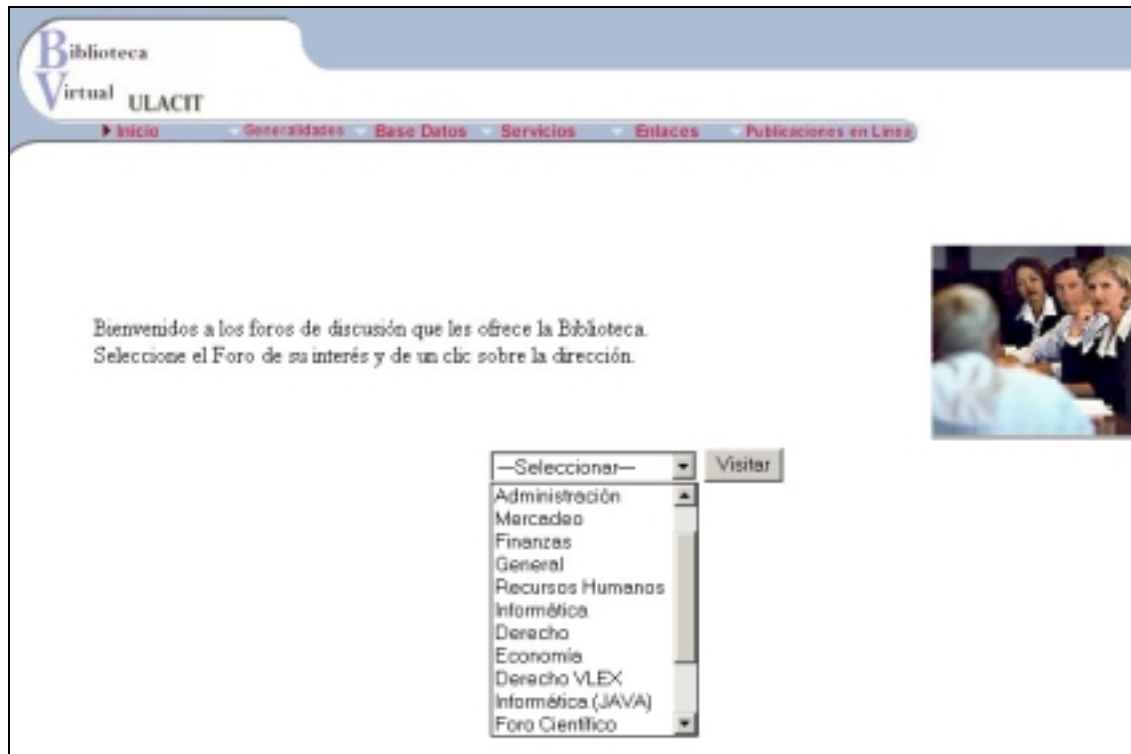 Biblioteca
Virtual ULACIT
Inicio Generalidades Base Datos Servicios Enlaces Publicaciones en Linea
Bienvenidos a los foros de discusión que les ofrece la Biblioteca.
Seleccione el Foro de su interés y de un clic sobre la dirección.
—Seleccionar— Visitar
Administración
Mercadeo
Finanzas
General
Recursos Humanos
Informática
Derecho
Economía
Derecho VLEX
Informática (JAVA)
Foro Científico